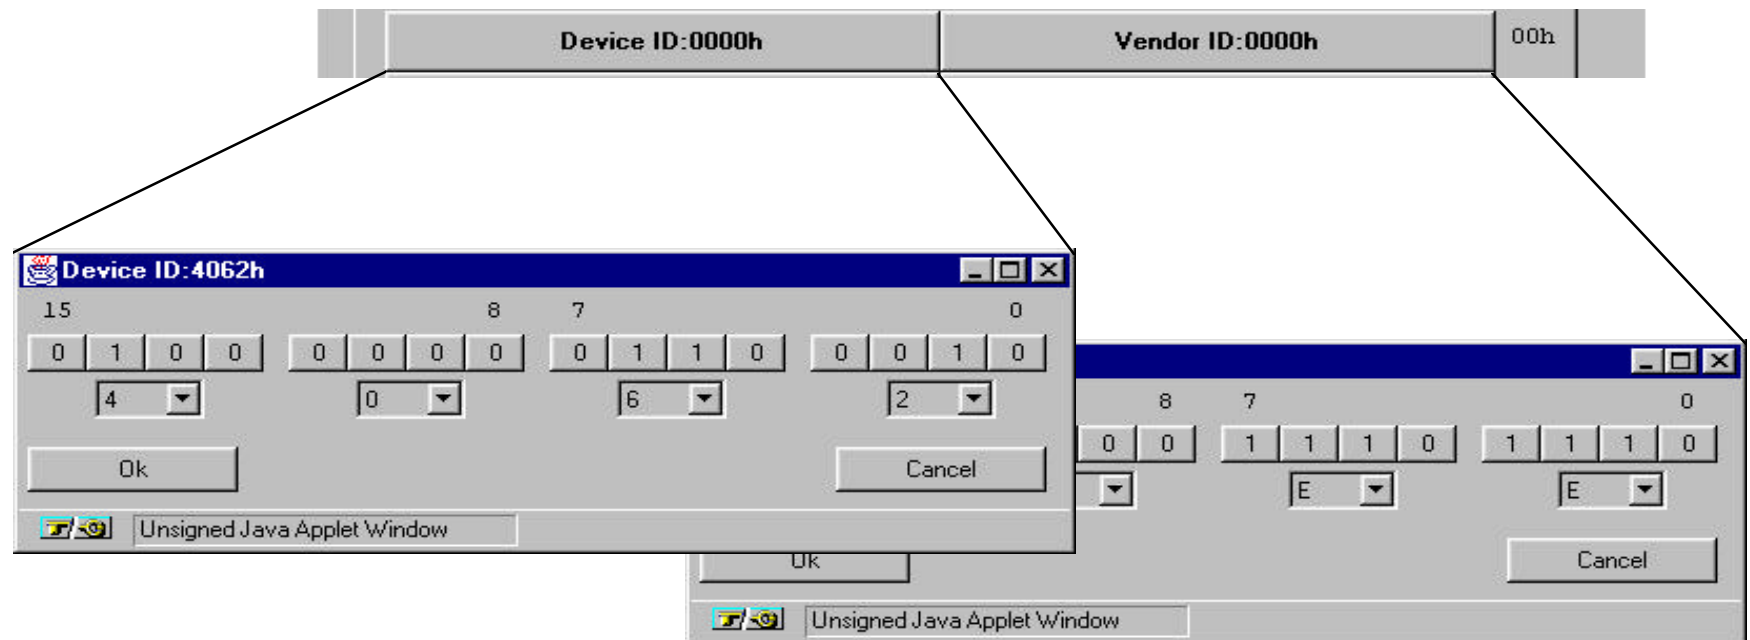 Device ID:0000h Vendor ID:0000h 00h
Device ID:4062h
15 8 7 0
0 1 0 0 0 0 0 0 0 1 1 0 0 0 1 0
4 0 6 2
Ok Cancel
Unsigned Java Applet Window
8 7 0
0 0 1 1 1 0 1 1 1 0
E E
Ok Cancel
Unsigned Java Applet Window